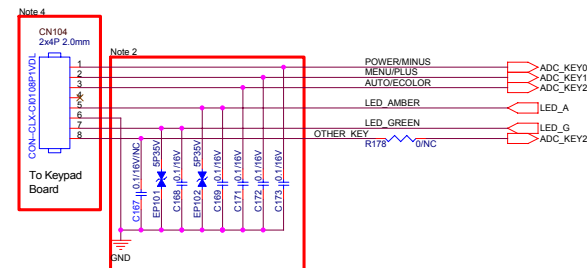 Note 4
CN104
2x4P 2.0mm
CON-CLX-CI0108P1VDL
1
2
3
4
5
6
7
8
To Keypad
Board
Note 2
POWER/MINUS
MENU/PLUS
AUTO/ECOLOR
LED_AMBER
LED_GREEN
OTHER_KEY
R178
0/NC
ADC_KEY0
ADC_KEY1
ADC_KEY2
LED_A
LED_G
ADC_KEY2
C167 0.1/16V/NC
EP101 5P35V
C168 0.1/16V
EP102 5P35V
C169 0.1/16V
C171 0.1/16V
C172 0.1/16V
C173 0.1/16V
GND